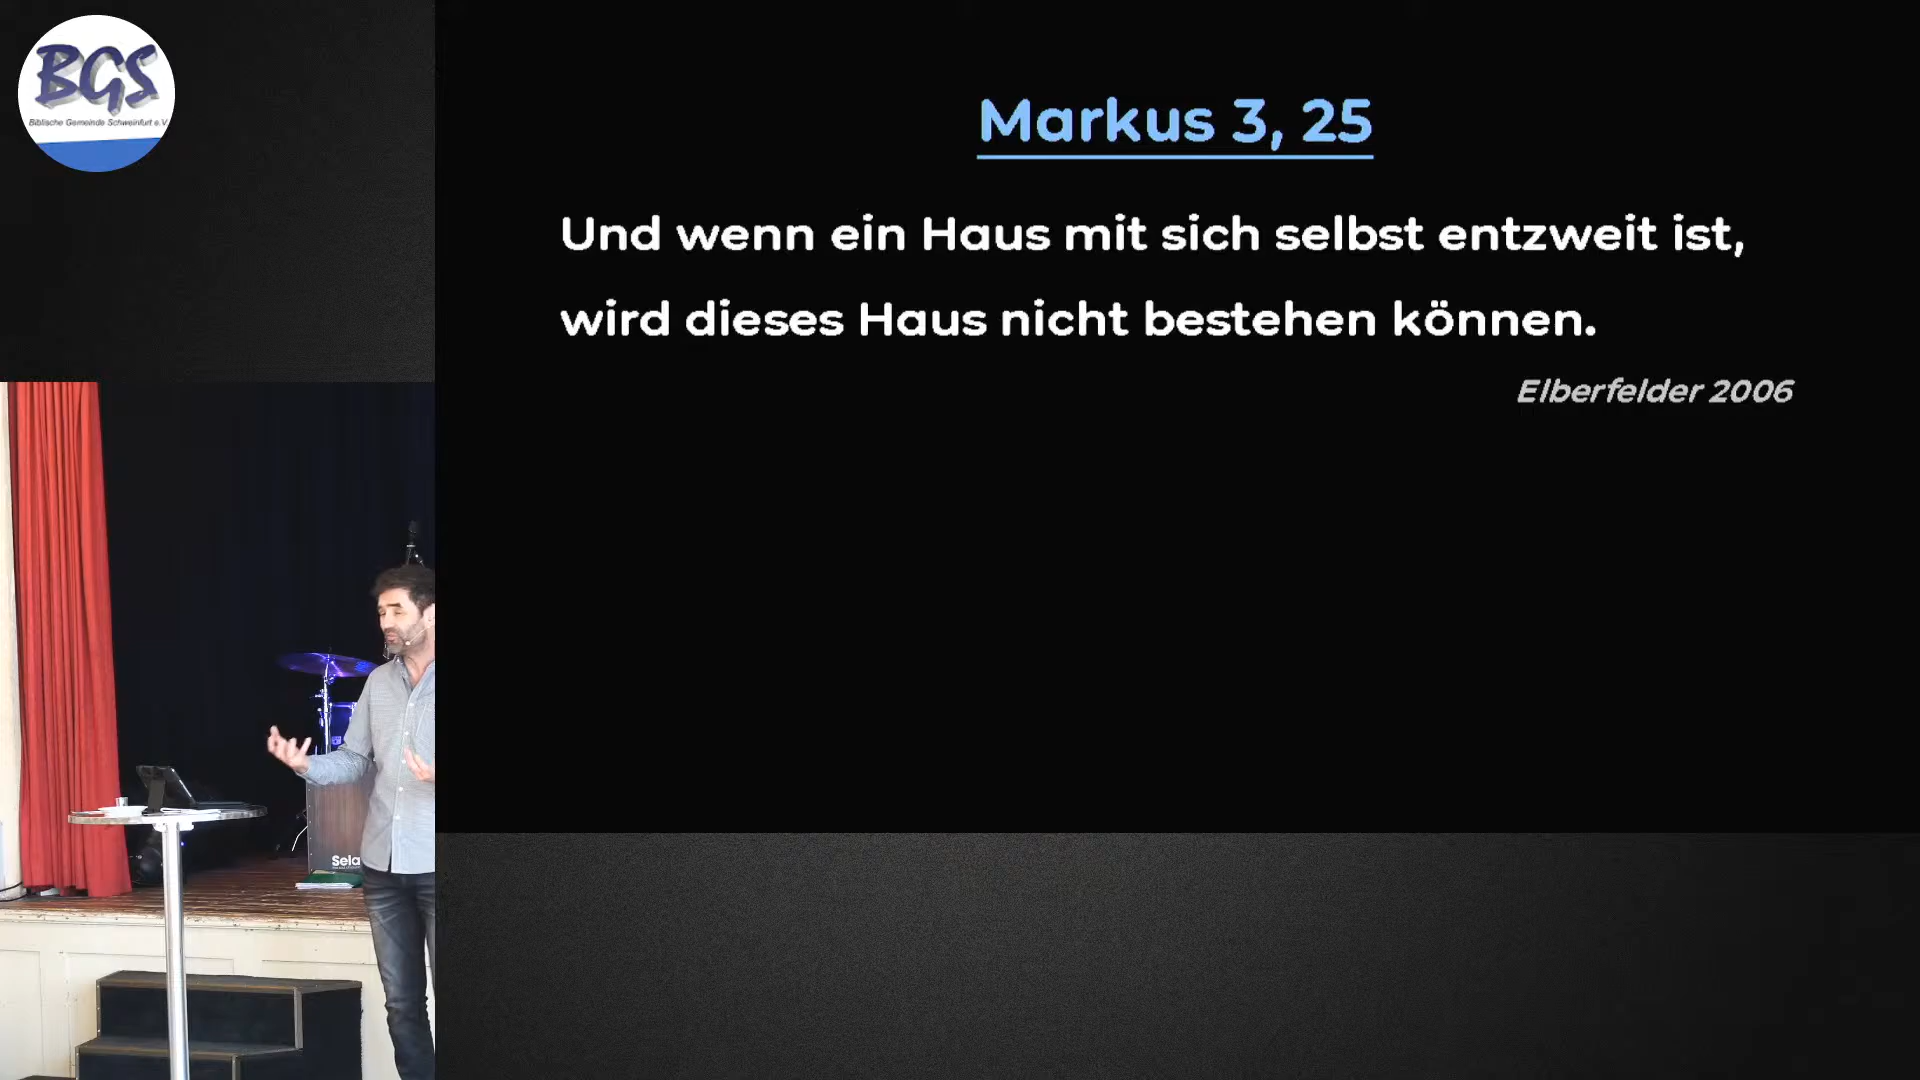 BGS
Biblische Gemeinde Schweinfurt e.V.
Markus 3, 25
Und wenn ein Haus mit sich selbst entzweit ist,
wird dieses Haus nicht bestehen können.
Elberfelder 2006
Sela